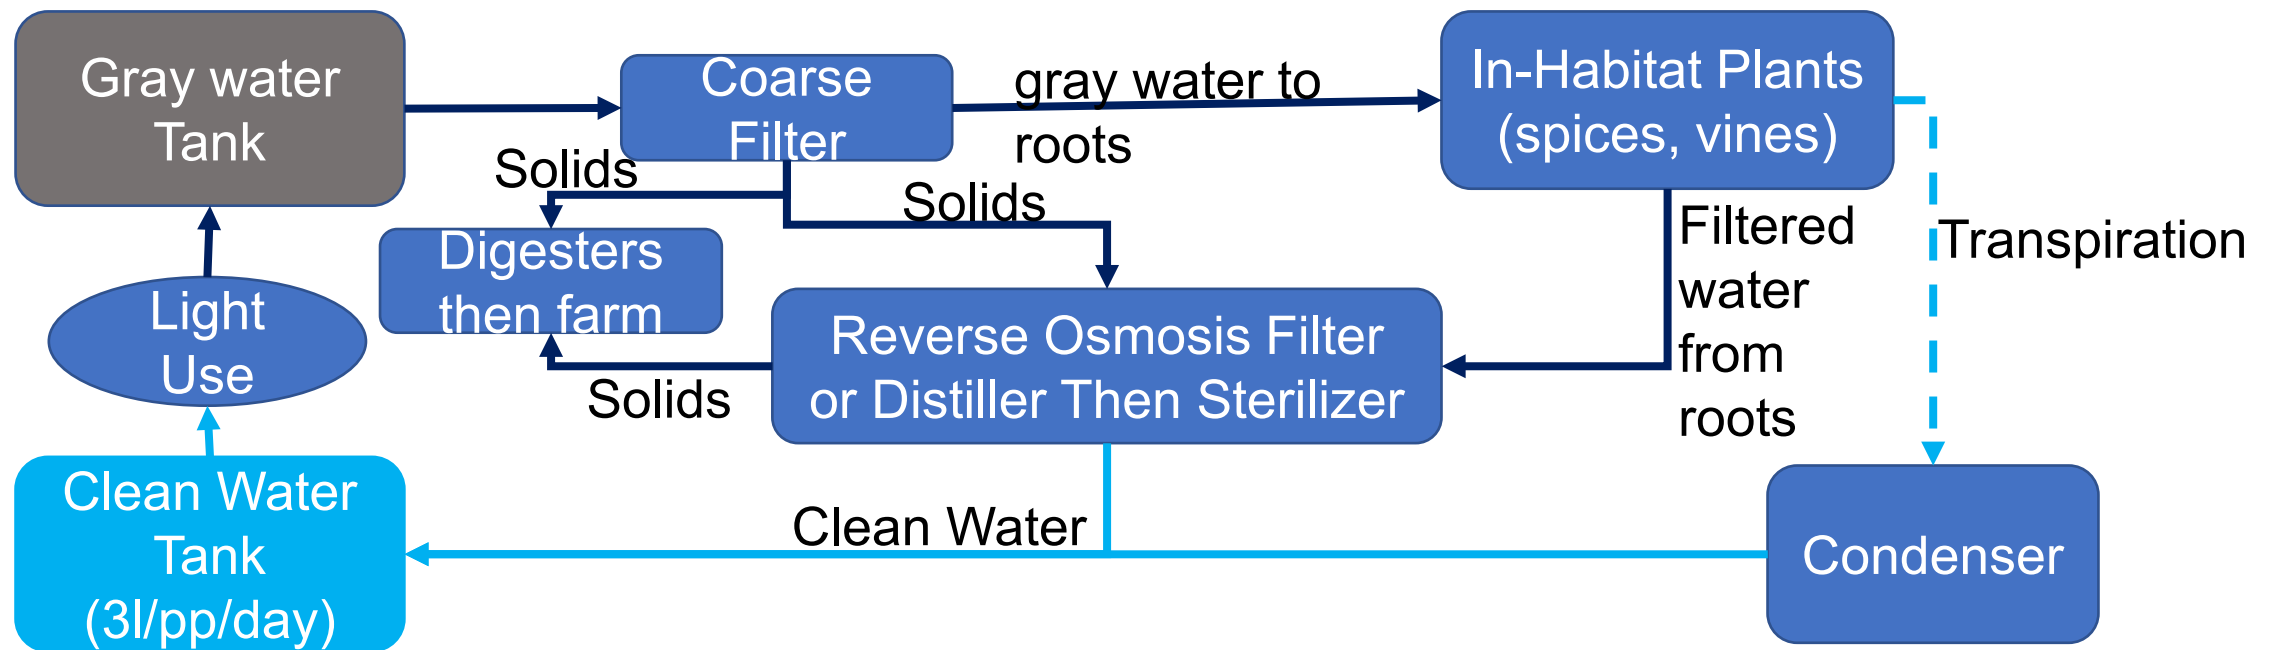 Gray water
Tank
Coarse
Filter
gray water to
roots
In-Habitat Plants
(spices, vines)
Solids
Solids
Digesters
then farm
Filtered
water
from
roots
Transpiration
Light
Use
Reverse Osmosis Filter
or Distiller Then Sterilizer
Solids
Clean Water
Tank
(3l/pp/day)
Clean Water
Condenser